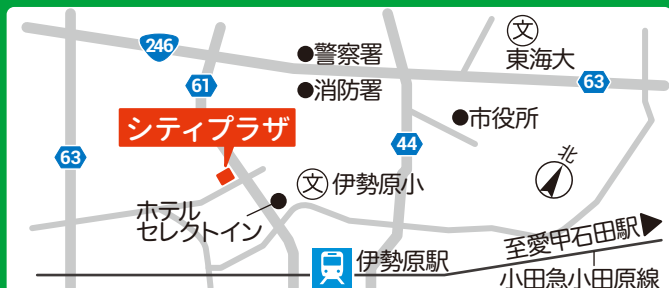 246
文
東海大
警察署
63
61
消防署
シティプラザ
市役所
44
63
北
文 伊勢原小
ホテル
セレクトイン
至愛甲石田駅
伊勢原駅
小田急小田原線